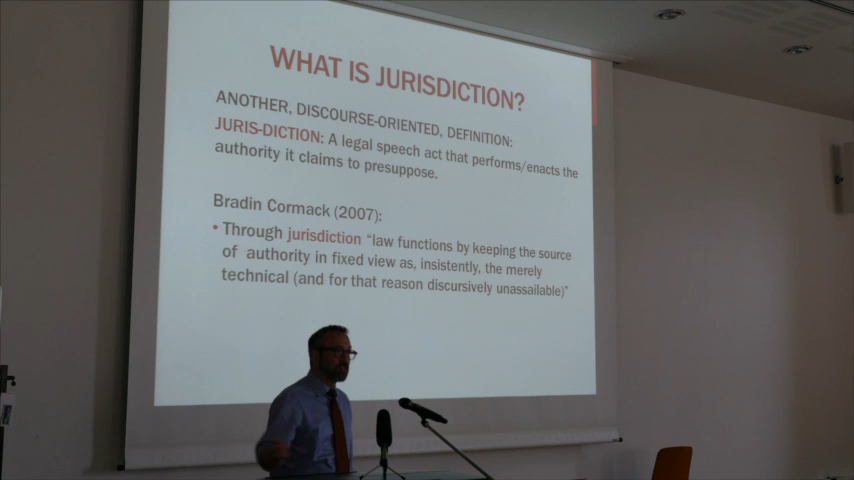 WHAT IS JURISDICTION?
ANOTHER, DISCOURSE-ORIENTED, DEFINITION:
JURIS-DICTION: A legal speech act that performs/enacts the
authority it claims to presuppose.
Bradin Cormack (2007):
• Through jurisdiction “law functions by keeping the source
of authority in fixed view as, insistently, the merely
technical (and for that reason discursively unassailable)”